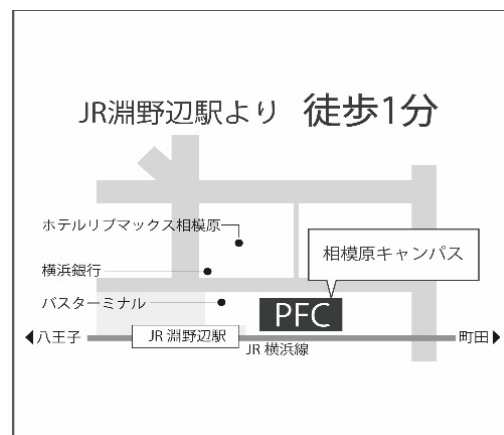 JR淵野辺駅より 徒歩1分
ホテルリブマックス相模原
相模原キャンパス
横浜銀行
バスターミナル
PFC
八王子
JR 淵野辺駅
町田
JR 横浜線